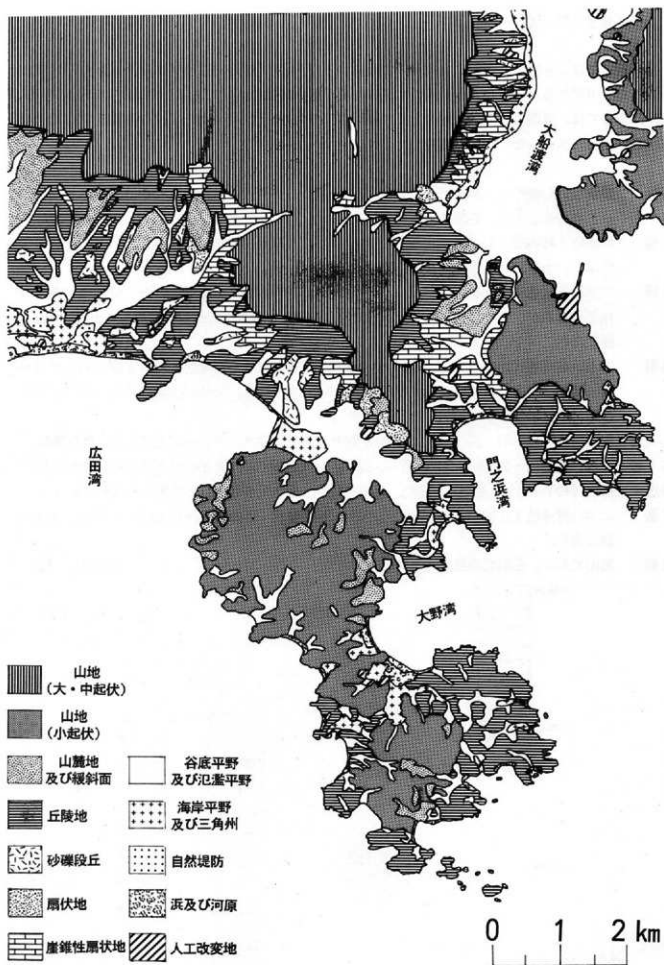 大船渡湾
広田湾
門之浜湾
大野湾
山地
(大・中起伏)
山地
(小起伏)
山麓地
及び緩斜面
丘陵地
砂礫段丘
扇状地
崖錐性扇状地
谷底平野
及び氾濫平野
海岸平野
及び三角州
自然堤防
浜及び河原
人工改変地
0 1 2 km